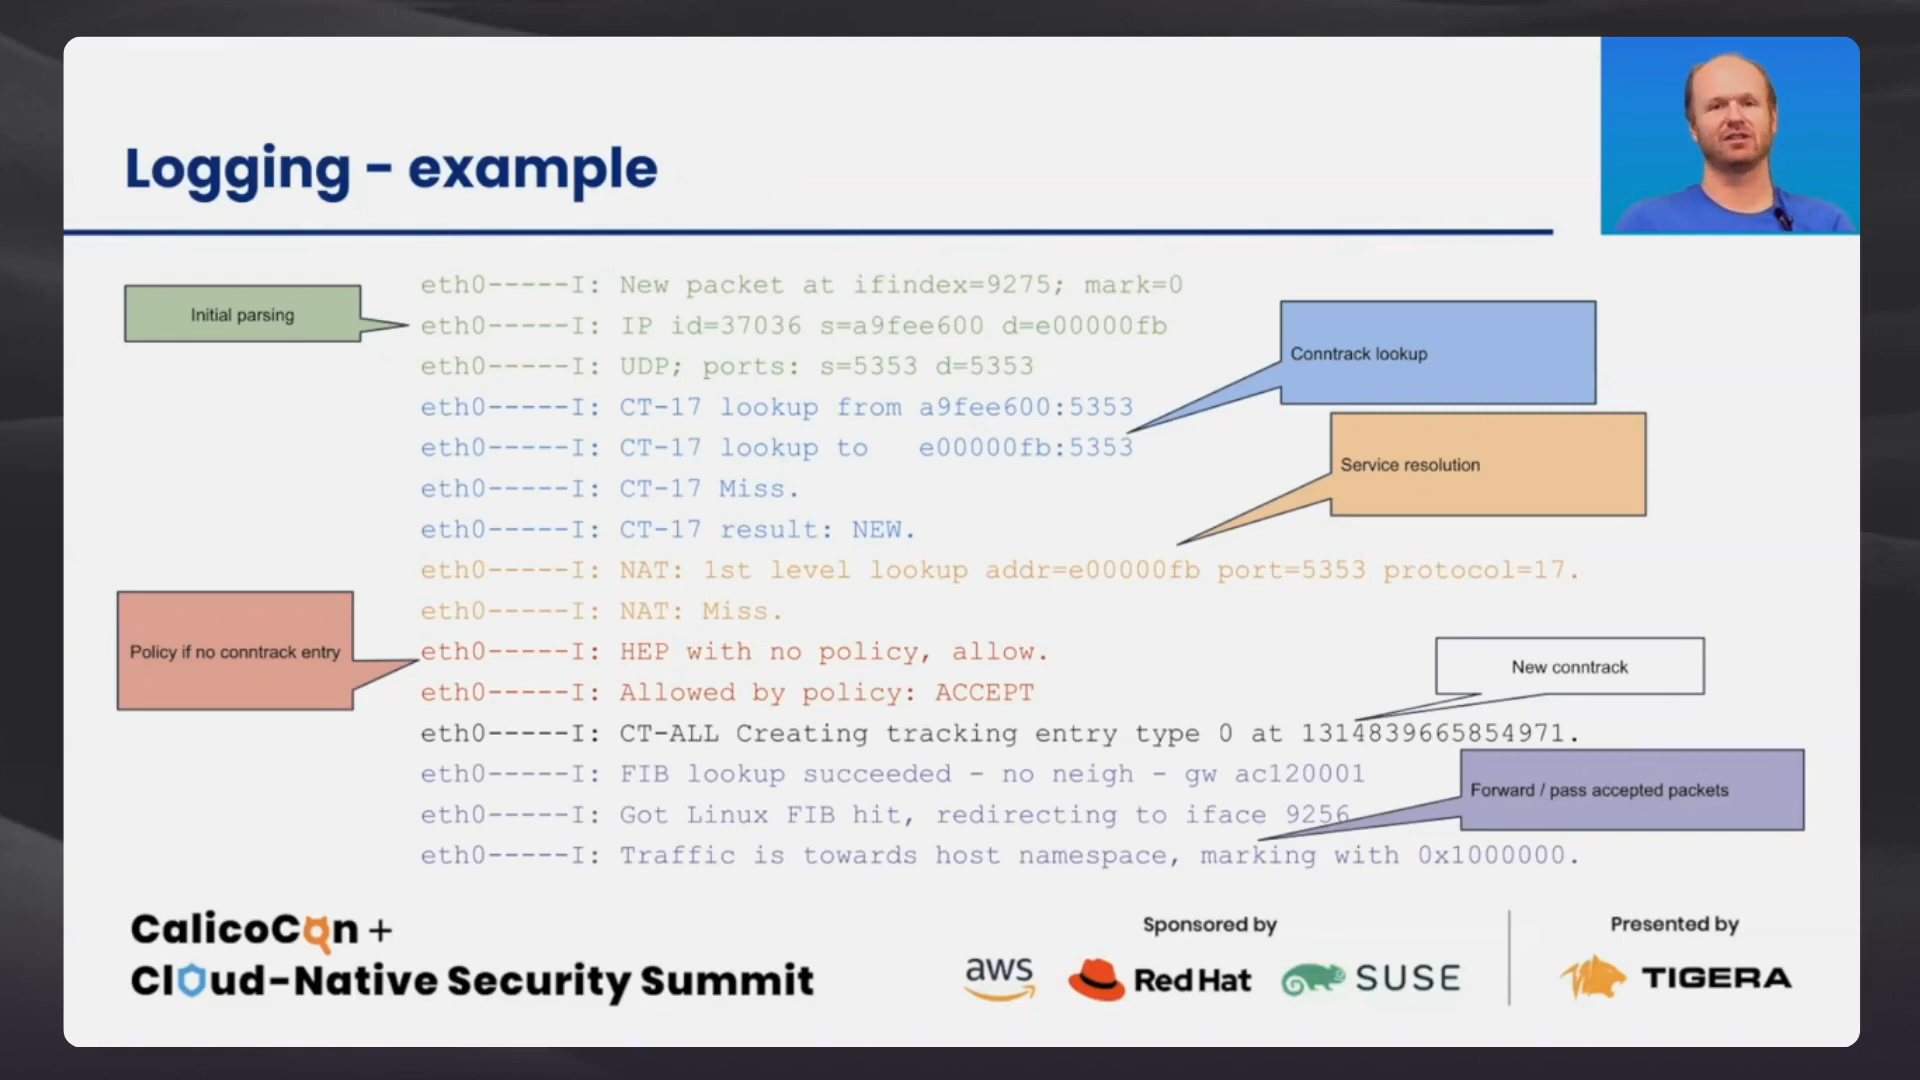 Logging - example
Initial parsing
eth0-----I: New packet at ifindex=9275; mark=0
eth0-----I: IP id=37036 s=a9fee600 d=e00000fb
eth0-----I: UDP; ports: s=5353 d=5353
eth0-----I: CT-17 lookup from a9fee600:5353
eth0-----I: CT-17 lookup to   e00000fb:5353
eth0-----I: CT-17 Miss.
eth0-----I: CT-17 result: NEW.
eth0-----I: NAT: 1st level lookup addr=e00000fb port=5353 protocol=17.
eth0-----I: NAT: Miss.
eth0-----I: HEP with no policy, allow.
eth0-----I: Allowed by policy: ACCEPT
eth0-----I: CT-ALL Creating tracking entry type 0 at 1314839665854971.
eth0-----I: FIB lookup succeeded - no neigh - gw ac120001
eth0-----I: Got Linux FIB hit, redirecting to iface 9256
eth0-----I: Traffic is towards host namespace, marking with 0x1000000.
Conntrack lookup
Service resolution
Policy if no conntrack entry
New conntrack
Forward / pass accepted packets
CalicoCon +
Cloud-Native Security Summit
Sponsored by
aws
Red Hat
SUSE
Presented by
TIGERA